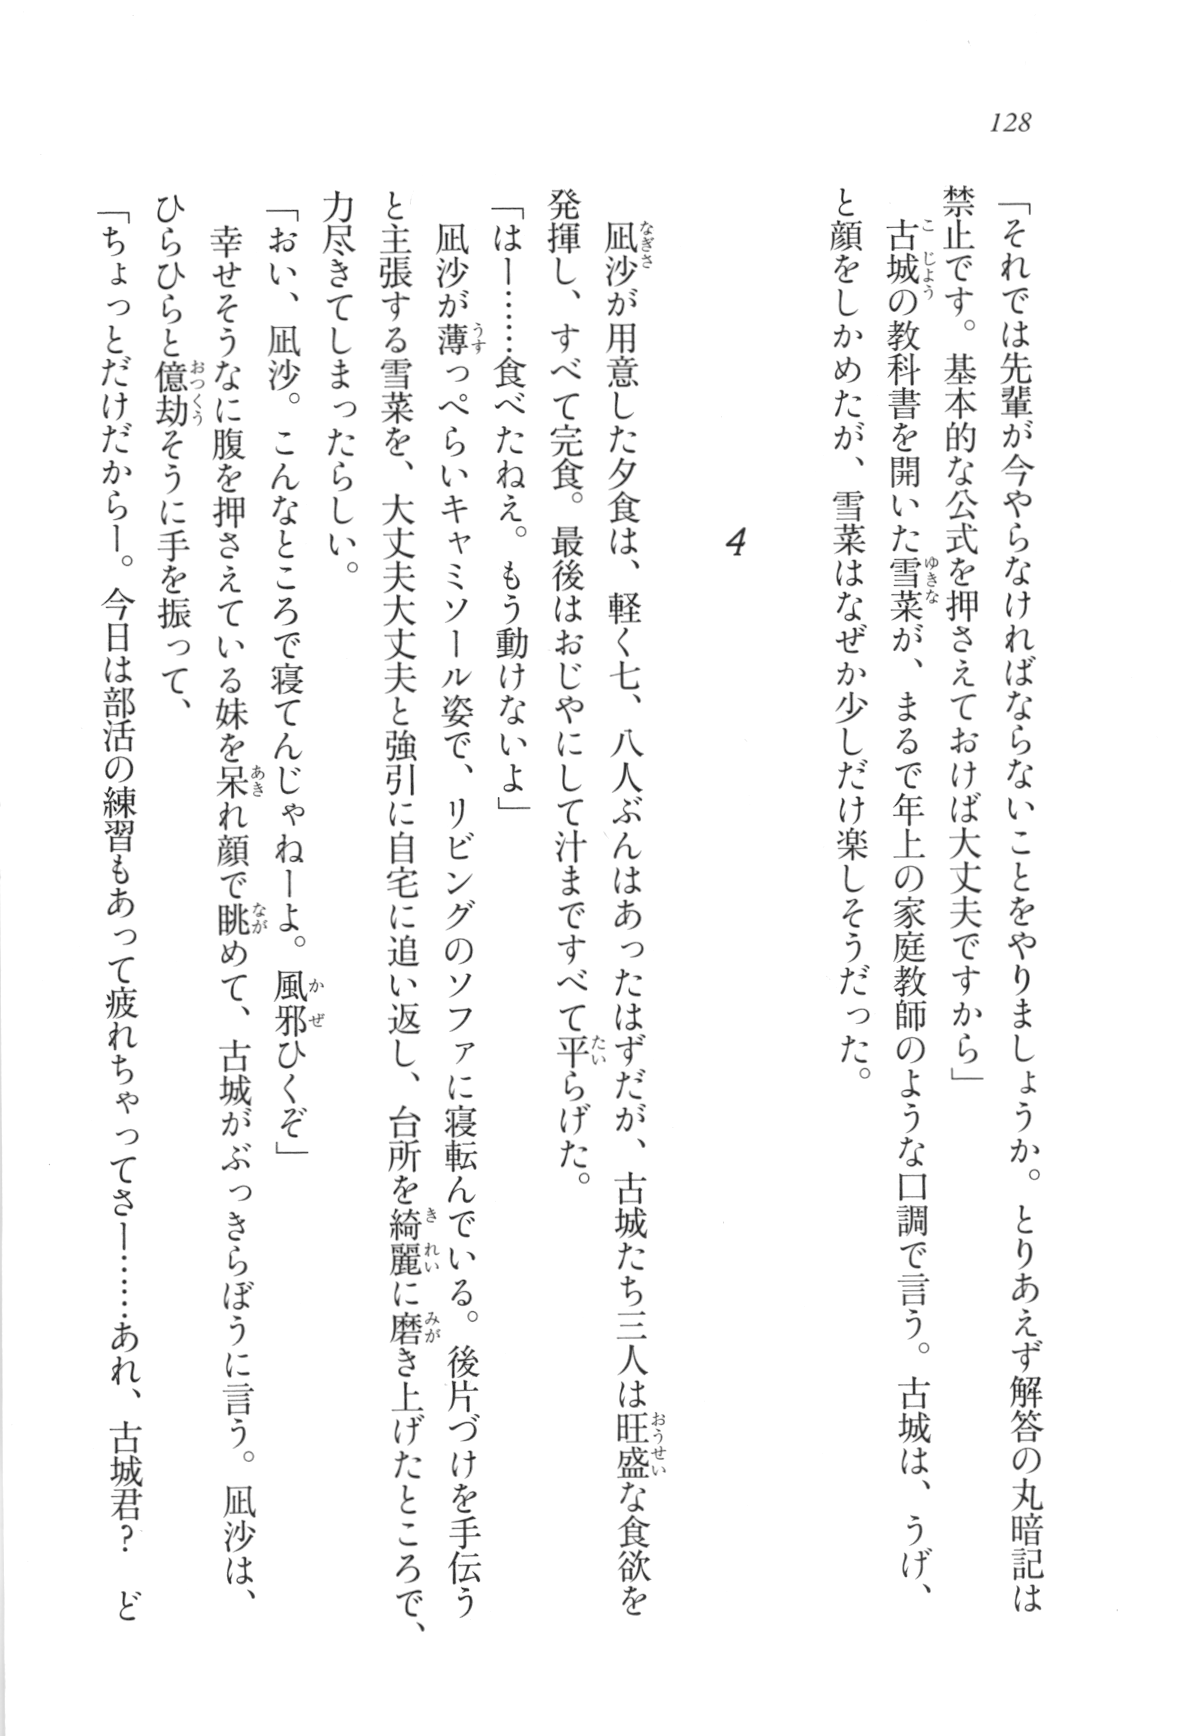 128
「それでは先輩が今やらなければならないことをやりましょうか。とりあえず解答の丸暗記は
禁止です。基本的な公式を押さえておけば大丈夫ですから」
　古城の教科書を開いた雪菜が、まるで年上の家庭教師のような口調で言う。古城は、うげ、
と顔をしかめたが、雪菜はなぜか少しだけ楽しそうだった。
4
　凪沙が用意した夕食は、軽く七、八人ぶんはあったはずだが、古城たち三人は旺盛な食欲を
発揮し、すべて完食。最後はおじやにして汁まですべて平らげた。
「はー……食べたねえ。もう動けないよ」
　凪沙が薄っぺらいキャミソール姿で、リビングのソファに寝転んでいる。後片づけを手伝う
と主張する雪菜を、大丈夫大丈夫と強引に自宅に追い返し、台所を綺麗に磨き上げたところで、
力尽きてしまったらしい。
「おい、凪沙。こんなところで寝てんじゃねーよ。風邪ひくぞ」
　幸せそうなに腹を押さえている妹を呆れ顔で眺めて、古城がぶっきらぼうに言う。凪沙は、
ひらひらと億劫そうに手を振って、
「ちょっとだけだからー。今日は部活の練習もあって疲れちゃってさー……あれ、古城君？　ど